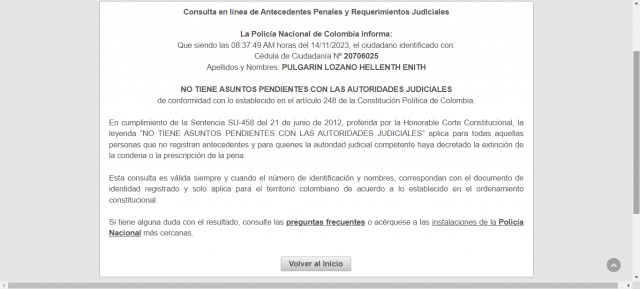 Consulta en línea de Antecedentes Penales y Requerimientos Judiciales
La Policía Nacional de Colombia informa:
Que siendo las 08:37:49 AM horas del 14/11/2023, el ciudadano identificado con:
Cédula de Ciudadanía Nº 20706025
Apellidos y Nombres: PULGARIN LOZANO HELLENTH ENITH
NO TIENE ASUNTOS PENDIENTES CON LAS AUTORIDADES JUDICIALES
de conformidad con lo establecido en el artículo 248 de la Constitución Política de Colombia.
En cumplimiento de la Sentencia SU-458 del 21 de junio de 2012, proferida por la Honorable Corte Constitucional, la
leyenda “NO TIENE ASUNTOS PENDIENTES CON LAS AUTORIDADES JUDICIALES” aplica para todas aquellas
personas que no registran antecedentes y para quienes la autoridad judicial competente haya decretado la extinción de
la condena o la prescripción de la pena.
Esta consulta es válida siempre y cuando el número de identificación y nombres, correspondan con el documento de
identidad registrado y solo aplica para el territorio colombiano de acuerdo a lo establecido en el ordenamiento
constitucional.
Si tiene alguna duda con el resultado, consulte las preguntas frecuentes o acérquese a las instalaciones de la Policía
Nacional más cercanas.
Volver al Inicio